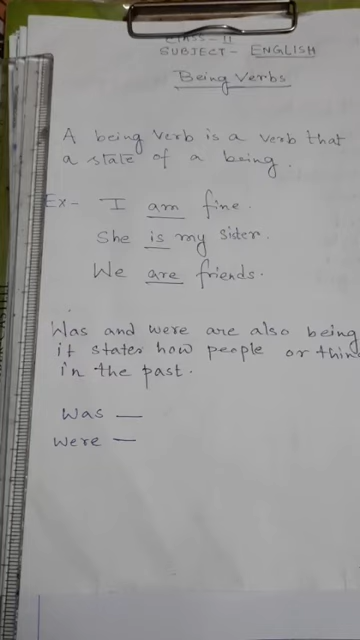 CLASS - II
SUBJECT - ENGLISH
Being Verbs
A being verb is a verb that
a state of a being.
Ex - I am fine.
She is my sister.
We are friends.
Was and were are also being
it states how people or thin
in the past.
Was —
Were —